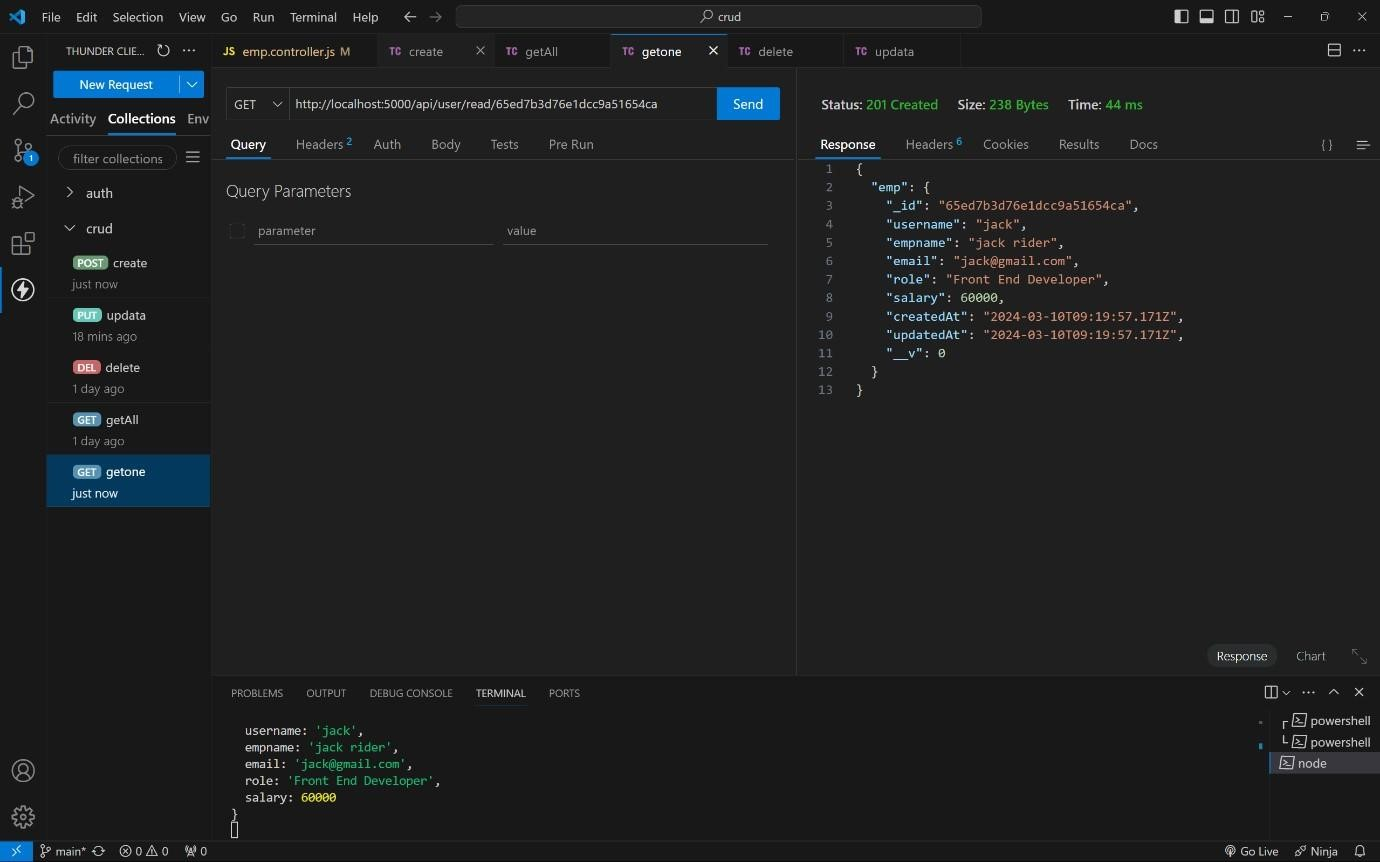 File Edit Selection View Go Run Terminal Help
crud
THUNDER CLIE...
JS emp.controller.js M
TC create
TC getAll
TC getone
TC delete
TC updata
New Request
Activity Collections Env
filter collections
auth
crud
POST create
just now
PUT updata
18 mins ago
DEL delete
1 day ago
GET getAll
1 day ago
GET getone
just now
1
GET http://localhost:5000/api/user/read/65ed7b3d76e1dcc9a51654ca Send
Query Headers 2 Auth Body Tests Pre Run
Query Parameters
parameter value
Status: 201 Created Size: 238 Bytes Time: 44 ms
Response Headers 6 Cookies Results Docs { }
1 {
2 "emp": {
3 "_id": "65ed7b3d76e1dcc9a51654ca",
4 "username": "jack",
5 "empname": "jack rider",
6 "email": "jack@gmail.com",
7 "role": "Front End Developer",
8 "salary": 60000,
9 "createdAt": "2024-03-10T09:19:57.171Z",
10 "updatedAt": "2024-03-10T09:19:57.171Z",
11 "__v": 0
12 }
13 }
Response Chart
PROBLEMS OUTPUT DEBUG CONSOLE TERMINAL PORTS
username: 'jack',
empname: 'jack rider',
email: 'jack@gmail.com',
role: 'Front End Developer',
salary: 60000
}
powershell
powershell
node
main* 0 0 0
Go Live Ninja